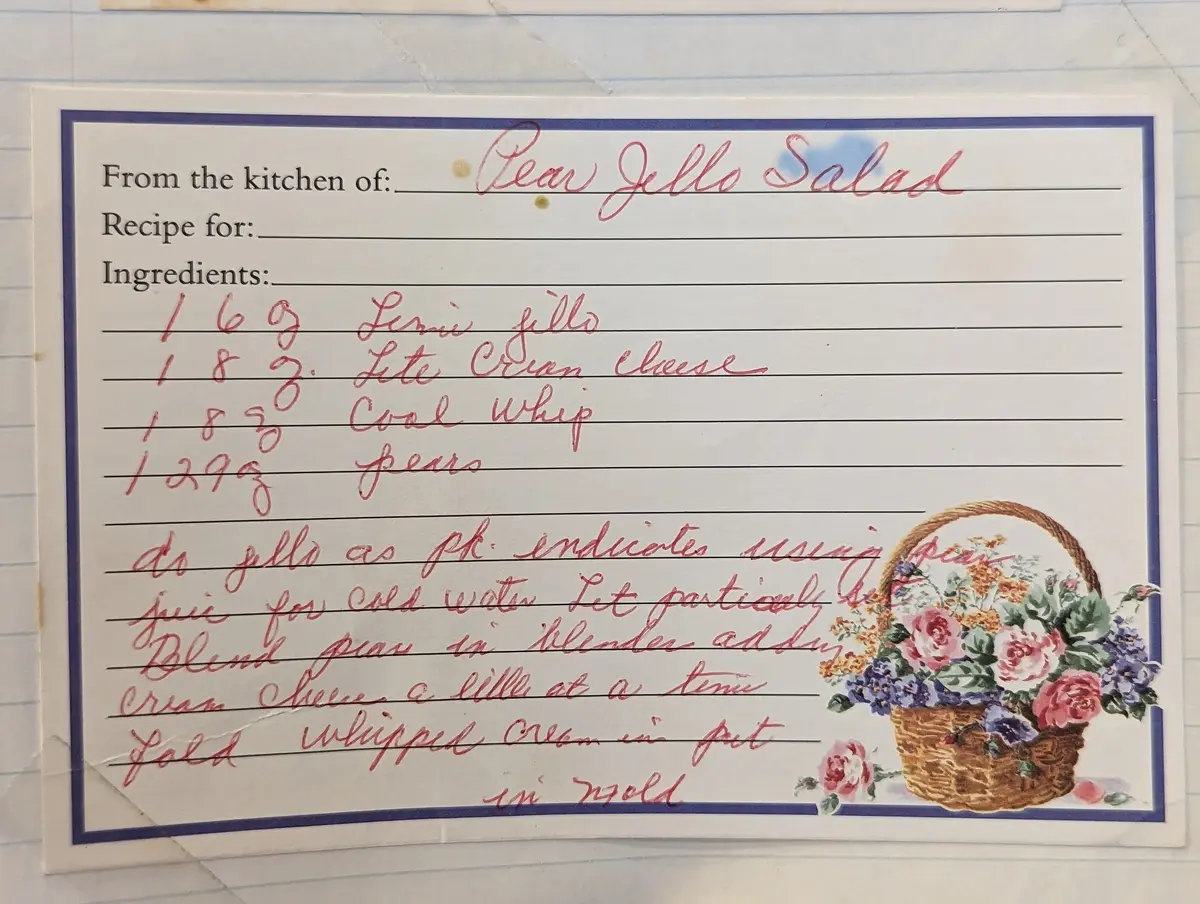 From the kitchen of: Pear Jello Salad
Recipe for:
Ingredients:
1 6 oz Lime jello
1 8 oz. Lite Cream cheese
1 8 oz Cool Whip
1 29 oz pears
do jello as pk. indicates using pear
juice for cold water Let partially set
Blend pears in blender adding
cream cheese a little at a time
fold whipped cream in put
in mold